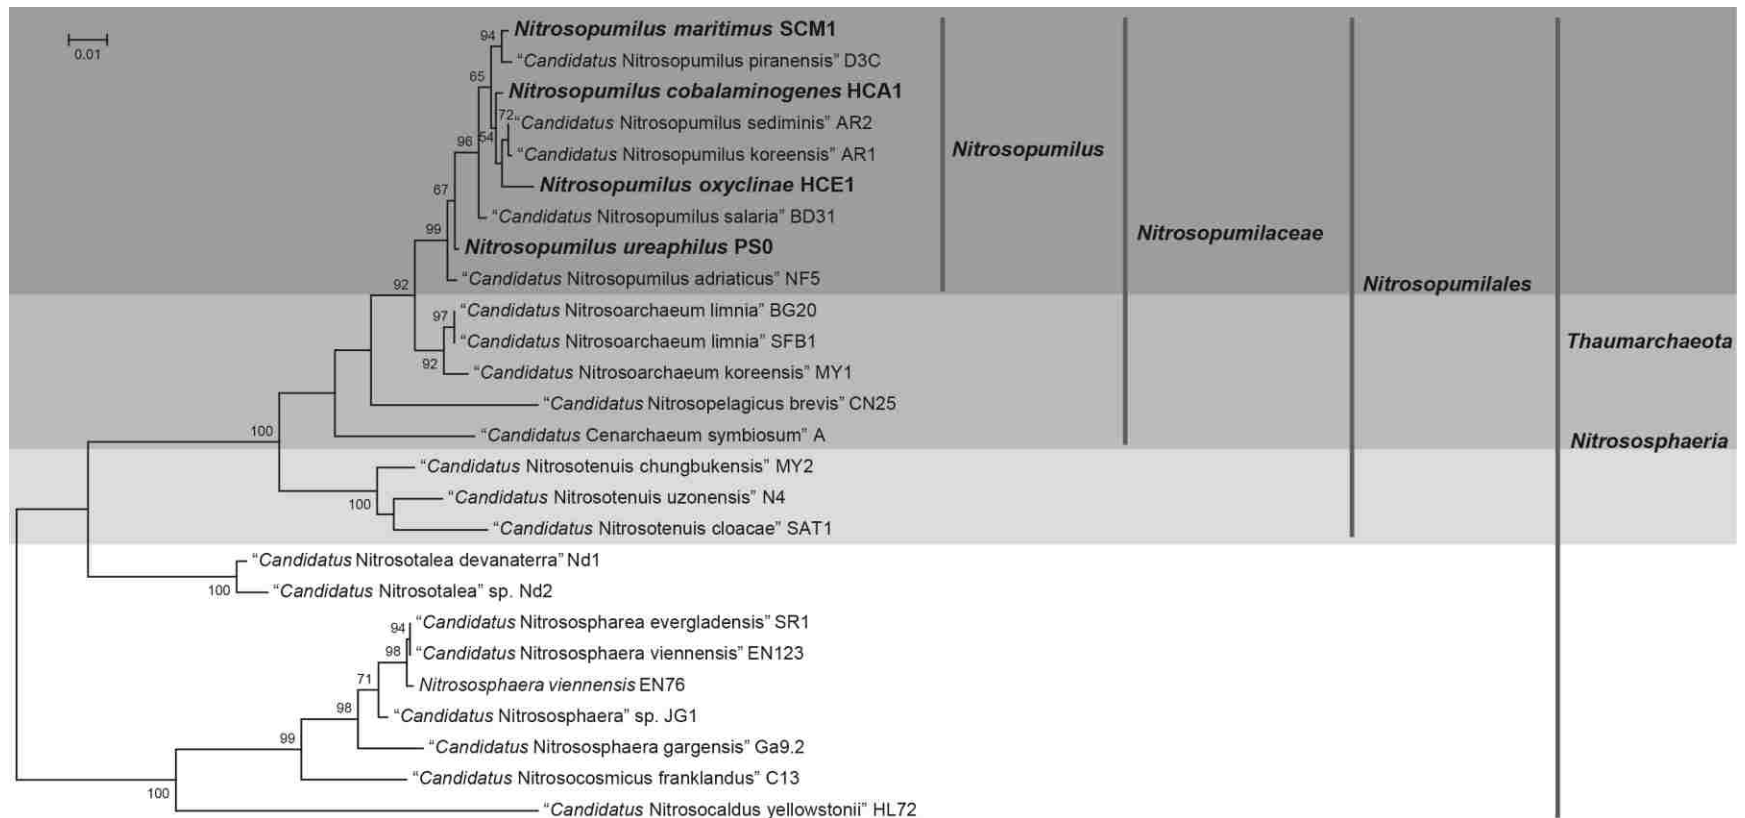 0.01
94
Nitrosopumilus maritimus SCM1
“Candidatus Nitrosopumilus piranensis” D3C
65
Nitrosopumilus cobalaminogenes HCA1
72
“Candidatus Nitrosopumilus sediminis” AR2
54
96
“Candidatus Nitrosopumilus koreensis” AR1
Nitrosopumilus
Nitrosopumilus oxyclinae HCE1
67
“Candidatus Nitrosopumilus salaria” BD31
99
Nitrosopumilaceae
Nitrosopumilus ureaphilus PS0
“Candidatus Nitrosopumilus adriaticus” NF5
92
Nitrosopumilales
“Candidatus Nitrosoarchaeum limnia” BG20
97
“Candidatus Nitrosoarchaeum limnia” SFB1
Thaumarchaeota
92
“Candidatus Nitrosoarchaeum koreensis” MY1
“Candidatus Nitrosopelagicus brevis” CN25
100
“Candidatus Cenarchaeum symbiosum” A
Nitrososphaeria
“Candidatus Nitrosotenuis chungbukensis” MY2
100
“Candidatus Nitrosotenuis uzonensis” N4
“Candidatus Nitrosotenuis cloacae” SAT1
“Candidatus Nitrosotalea devanaterra” Nd1
100
“Candidatus Nitrosotalea” sp. Nd2
94
“Candidatus Nitrosospharea evergladensis” SR1
98
“Candidatus Nitrososphaera viennensis” EN123
71
Nitrososphaera viennensis EN76
98
“Candidatus Nitrososphaera” sp. JG1
99
“Candidatus Nitrososphaera gargensis” Ga9.2
“Candidatus Nitrosocosmicus franklandus” C13
100
“Candidatus Nitrosocaldus yellowstonii” HL72